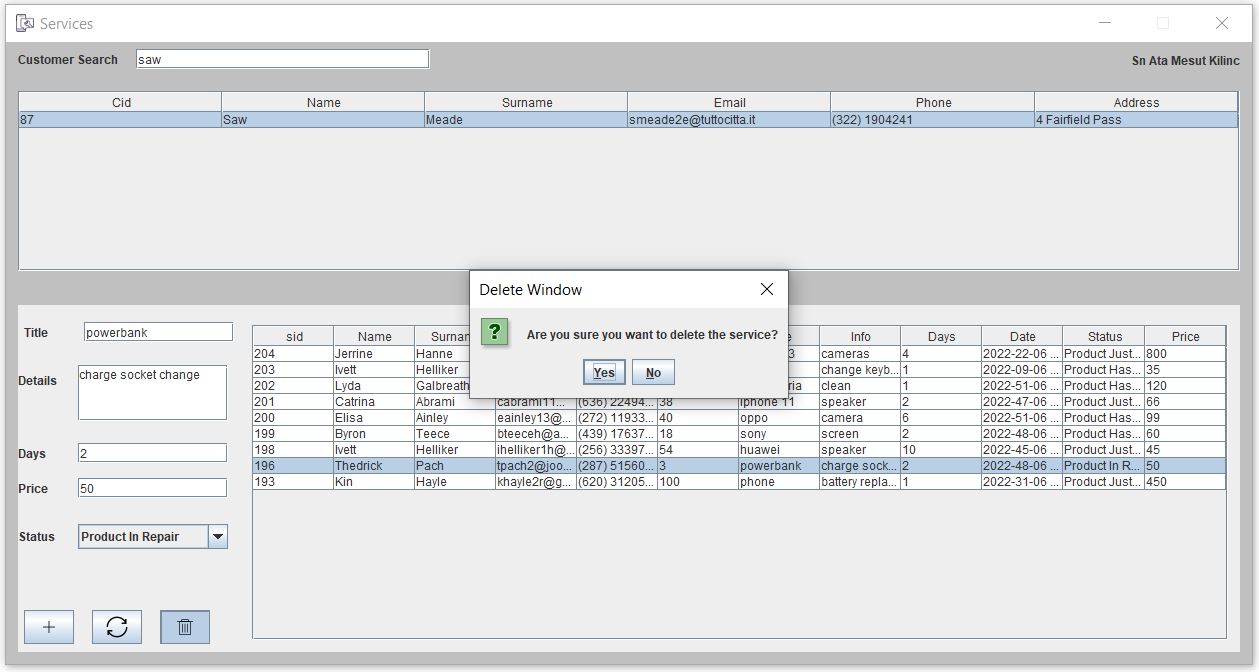 Services
Customer Search saw Sn Ata Mesut Kilinc
Cid Name Surname Email Phone Address
87 Saw Meade smeade2e@tuttocitta.it (322) 1904241 4 Fairfield Pass
Delete Window
Are you sure you want to delete the service?
Yes No
Title powerbank
Details charge socket change
Days 2
Price 50
Status Product In Repair
sid Name Surnan Info Days Date Status Price
204 Jerrine Hanne 3 cameras 4 2022-22-06 ... Product Just... 800
203 Ivett Helliker change keyb... 1 2022-09-06 ... Product Has... 35
202 Lyda Galbreath ria clean 1 2022-51-06 ... Product Has... 120
201 Catrina Abrami cabrami11... (636) 22494... 38 iphone 11 speaker 2 2022-47-06 ... Product Just... 66
200 Elisa Ainley eainley13@... (272) 11933... 40 oppo camera 6 2022-51-06 ... Product Has... 99
199 Byron Teece bteeceh@a... (439) 17637... 18 sony screen 2 2022-48-06 ... Product Has... 60
198 Ivett Helliker ihelliker1h@... (256) 33397... 54 huawei speaker 10 2022-45-06 ... Product Just... 45
196 Thedrick Pach tpach2@joo... (287) 51560... 3 powerbank charge sock... 2 2022-48-06 ... Product In R... 50
193 Kin Hayle khayle2r@g... (620) 31205... 100 phone battery repla... 1 2022-31-06 ... Product Just... 450